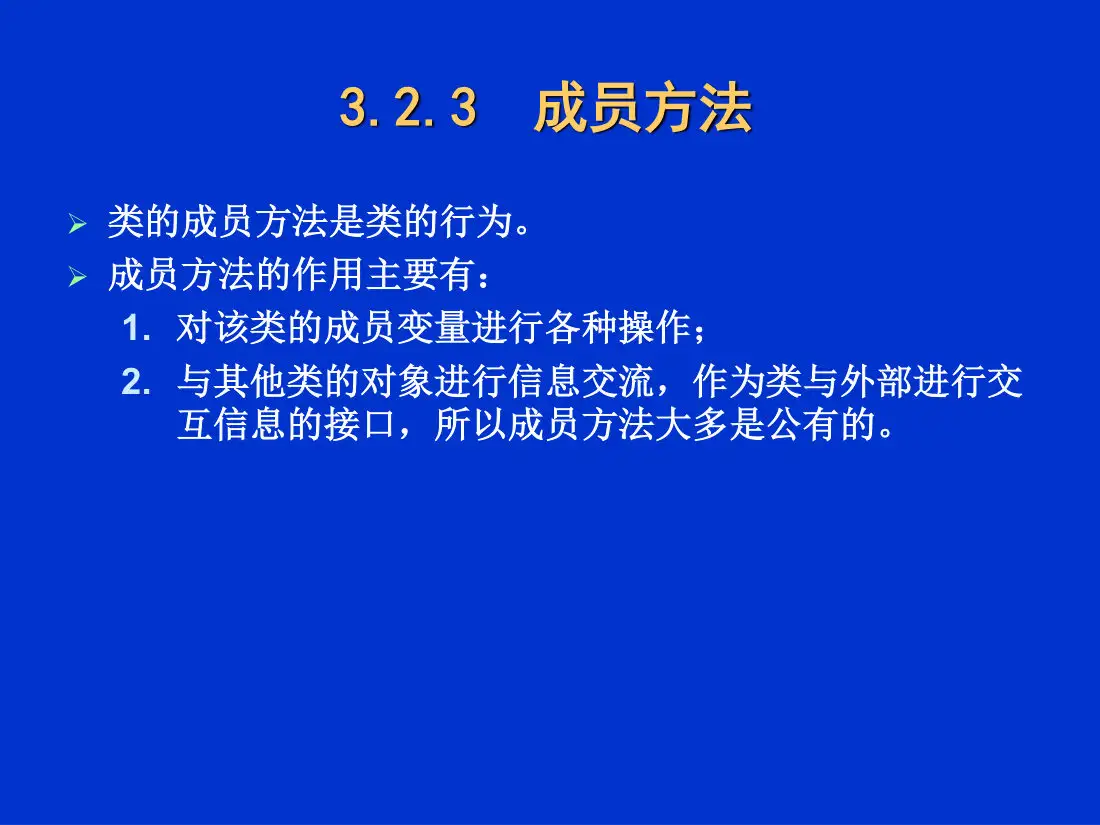 3.2.3 成员方法
类的成员方法是类的行为。
成员方法的作用主要有：
1. 对该类的成员变量进行各种操作；
2. 与其他类的对象进行信息交流，作为类与外部进行交
互信息的接口，所以成员方法大多是公有的。